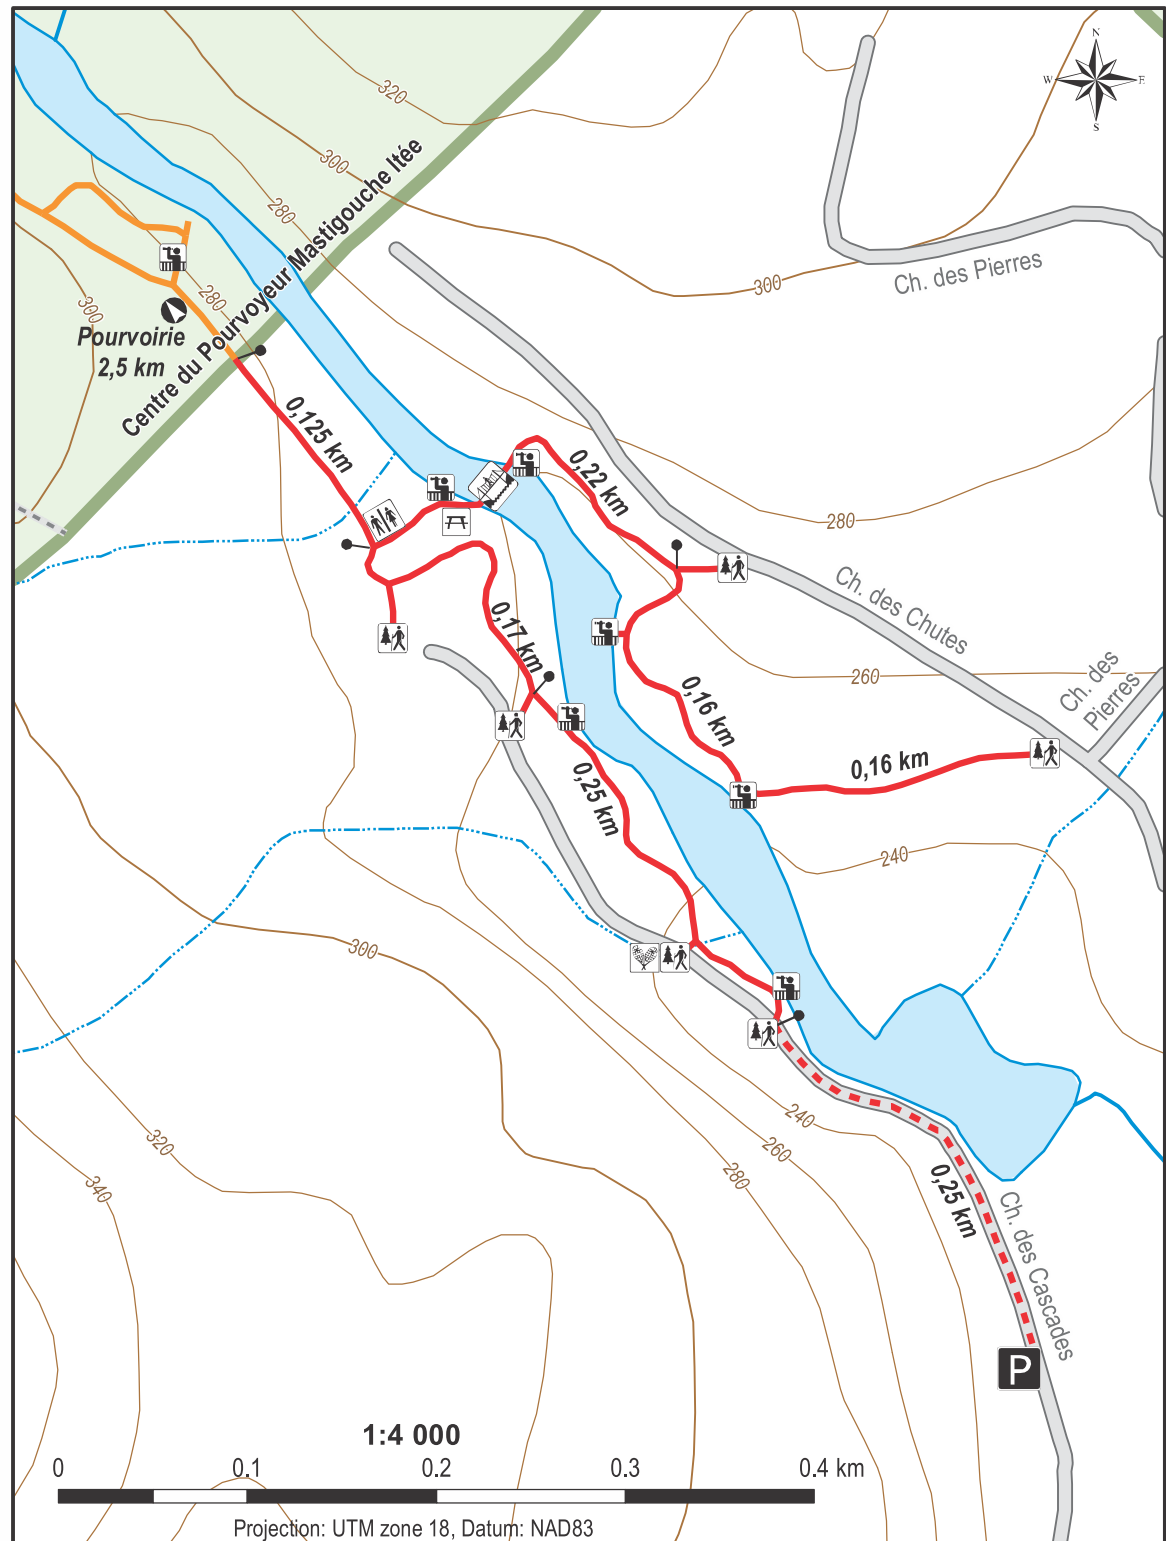 N
W
E
S
320
300
280
Centre du Pourvoyeur Mastigouche ltée
300
Ch. des Pierres
280
300
Pourvoirie
2,5 km
0,125 km
0,22 km
280
Ch. des Chutes
0,17 km
260
Ch. des
Pierres
0,16 km
0,16 km
0,25 km
240
300
240
260
280
320
340
0,25 km
Ch. des Cascades
P
1:4 000
0
0.1
0.2
0.3
0.4 km
Projection: UTM zone 18, Datum: NAD83